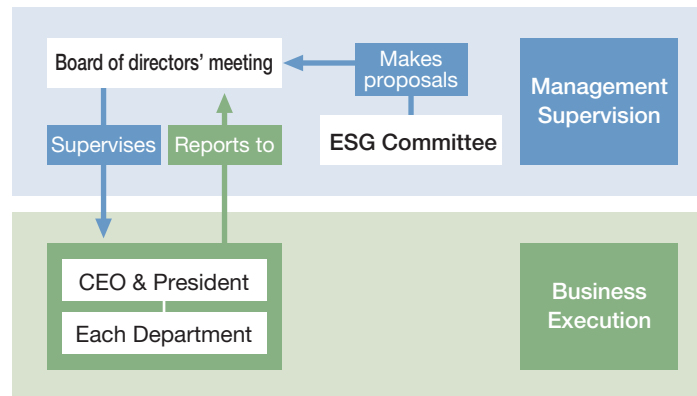 Board of directors’ meeting
Makes
proposals
Management
Supervision
Supervises
Reports to
ESG Committee
CEO & President
Each Department
Business
Execution